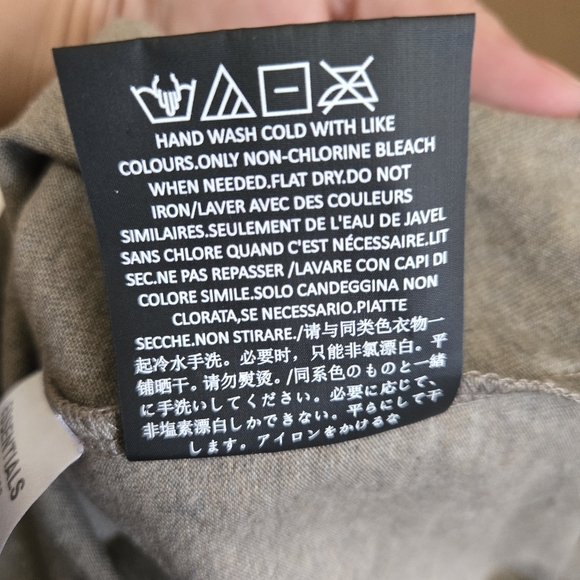 HAND WASH COLD WITH LIKE
COLOURS.ONLY NON-CHLORINE BLEACH
WHEN NEEDED.FLAT DRY.DO NOT
IRON/LAVER AVEC DES COULEURS
SIMILAIRES.SEULEMENT DE L'EAU DE JAVEL
SANS CHLORE QUAND C'EST NÉCESSAIRE.LIT
SEC.NE PAS REPASSER /LAVARE CON CAPI DI
COLORE SIMILE.SOLO CANDEGGINA NON
CLORATA,SE NECESSARIO.PIATTE
SECCHE.NON STIRARE./请与同类色衣物一
起冷水手洗。必要时，只能非氯漂白。平
铺晒干。请勿熨烫。/同系色のものと一緒
に手洗いしてください。必要に応じて、
非塩素漂白しかできない。平らにして干
します。アイロンをかけるな